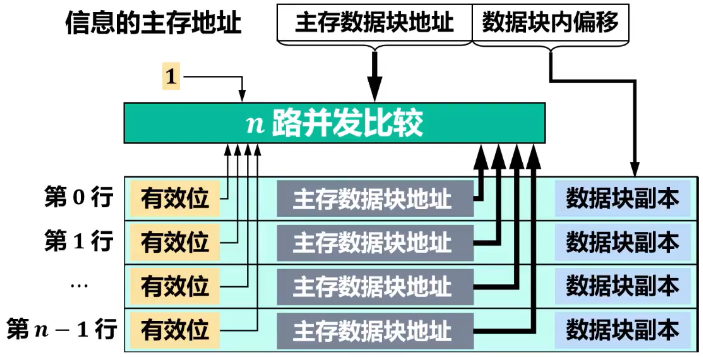 信息的主存地址 主存数据块地址 数据块内偏移
1
n 路并发比较
第 0 行 有效位 主存数据块地址 数据块副本
第 1 行 有效位 主存数据块地址 数据块副本
... 有效位 主存数据块地址 数据块副本
第 n − 1 行 有效位 主存数据块地址 数据块副本